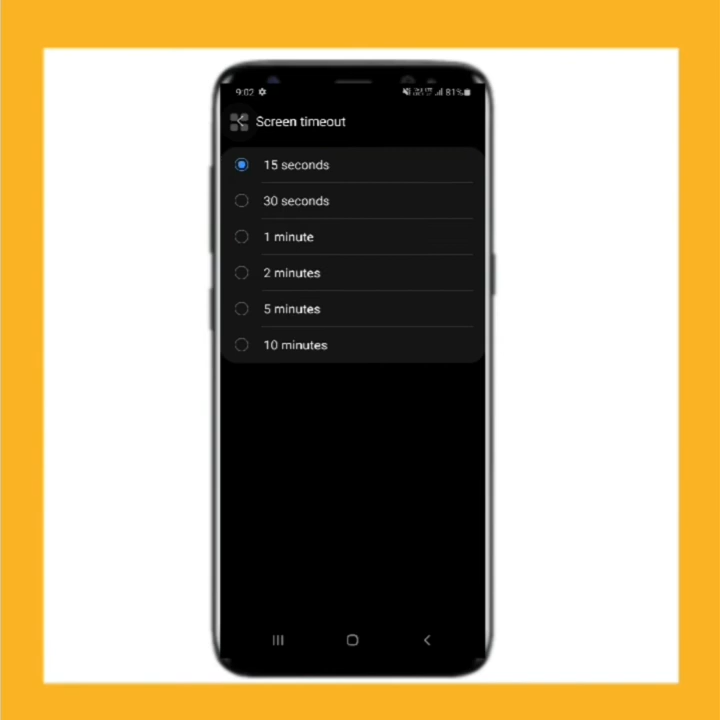 9:02
81%
Screen timeout
15 seconds
30 seconds
1 minute
2 minutes
5 minutes
10 minutes